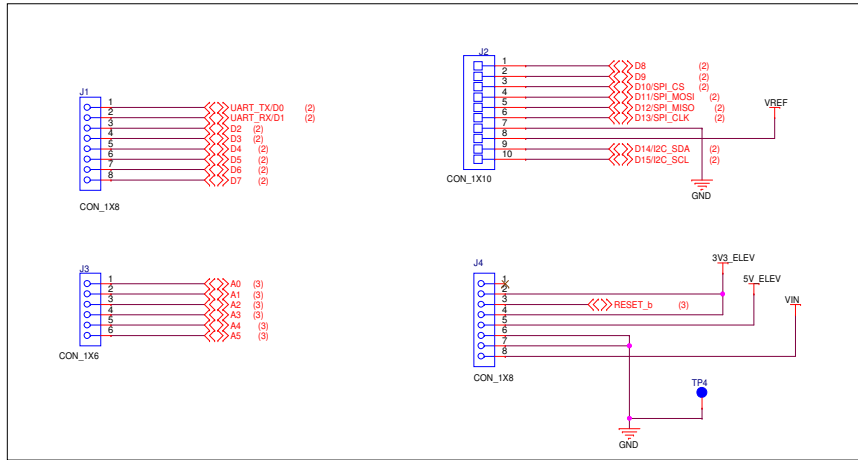 J1
1 UART_TX/D0 (2)
2 UART_RX/D1 (2)
3 D2 (2)
4 D3 (2)
5 D4 (2)
6 D5 (2)
7 D6 (2)
8 D7 (2)
CON_1X8
J2
1 D8 (2)
2 D9 (2)
3 D10/SPI_CS (2)
4 D11/SPI_MOSI (2)
5 D12/SPI_MISO (2)
6 D13/SPI_CLK (2)
7
8 VREF
9 D14/I2C_SDA (2)
10 D15/I2C_SCL (2)
CON_1X10
GND
J3
1 A0 (3)
2 A1 (3)
3 A2 (3)
4 A3 (3)
5 A4 (3)
6 A5 (3)
CON_1X6
J4
3V3_ELEV
5V_ELEV
VIN
1
2
3 RESET_b (3)
4
5
6
7
8
CON_1X8
TP4
GND